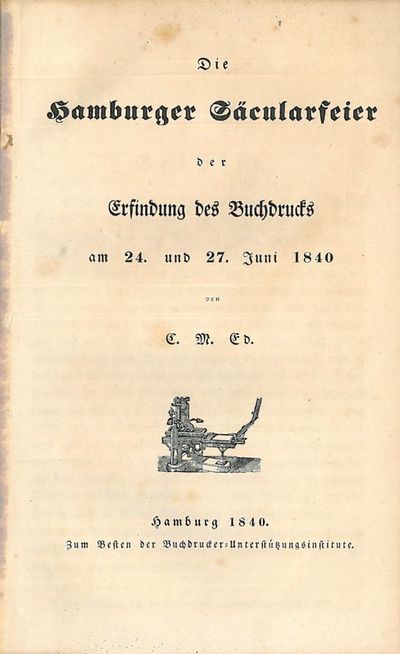 Die
Hamburger Säcularfeier
der
Erfindung des Buchdrucks
am 24. und 27. Juni 1840
von
C. M. Ed.
Hamburg 1840.
Zum Besten der Buchdrucker-Unterstützungsinstitute.